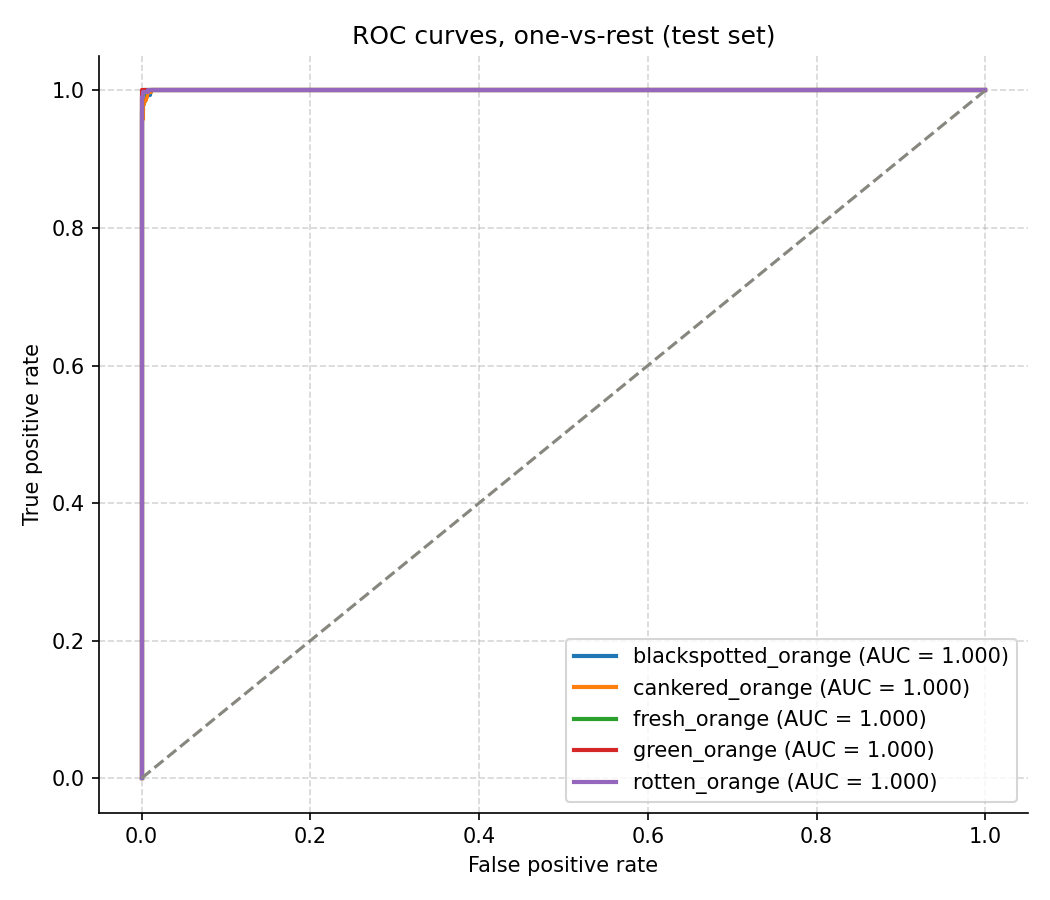 ROC curves, one-vs-rest (test set)
1.0
0.8
0.6
0.4
0.2
0.0
True positive rate
blackspotted_orange (AUC = 1.000)
cankered_orange (AUC = 1.000)
fresh_orange (AUC = 1.000)
green_orange (AUC = 1.000)
rotten_orange (AUC = 1.000)
0.0 0.2 0.4 0.6 0.8 1.0
False positive rate